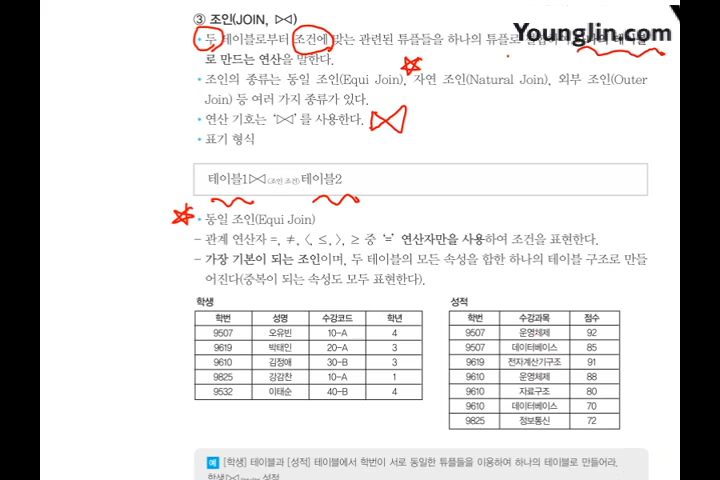 ③ 조인(JOIN, ▷◁)
Younglin.com
• 두 테이블로부터 조건에 맞는 관련된 튜플들을 하나의 튜플로
로 만드는 연산을 말한다.
• 조인의 종류는 동일 조인(Equi Join), 자연 조인(Natural Join), 외부 조인(Outer
Join) 등 여러 가지 종류가 있다.
• 연산 기호는 '▷◁'를 사용한다.
• 표기 형식
테이블1▷◁(조인 조건)테이블2
• 동일 조인(Equi Join)
– 관계 연산자 =, ≠, 〈, ≤, 〉, ≥ 중 '=' 연산자만을 사용하여 조건을 표현한다.
– 가장 기본이 되는 조인이며, 두 테이블의 모든 속성을 합한 하나의 테이블 구조로 만들
어진다(중복이 되는 속성도 모두 표현한다).
학생 성적
학번 성명 수강코드 학년 학번 수강과목 점수
9507 오유빈 10-A 4 9507 운영체제 92
9619 박태인 20-A 3 9507 데이터베이스 85
9610 김정애 30-B 3 9619 전자계산기구조 91
9825 강감찬 10-A 1 9610 운영체제 88
9532 이태순 40-B 4 9610 자료구조 80
9610 데이터베이스 70
9825 정보통신 72
예 [학생] 테이블과 [성적] 테이블에서 학번이 서로 동일한 튜플들을 이용하여 하나의 테이블로 만들어라.
학생▷◁ 성적